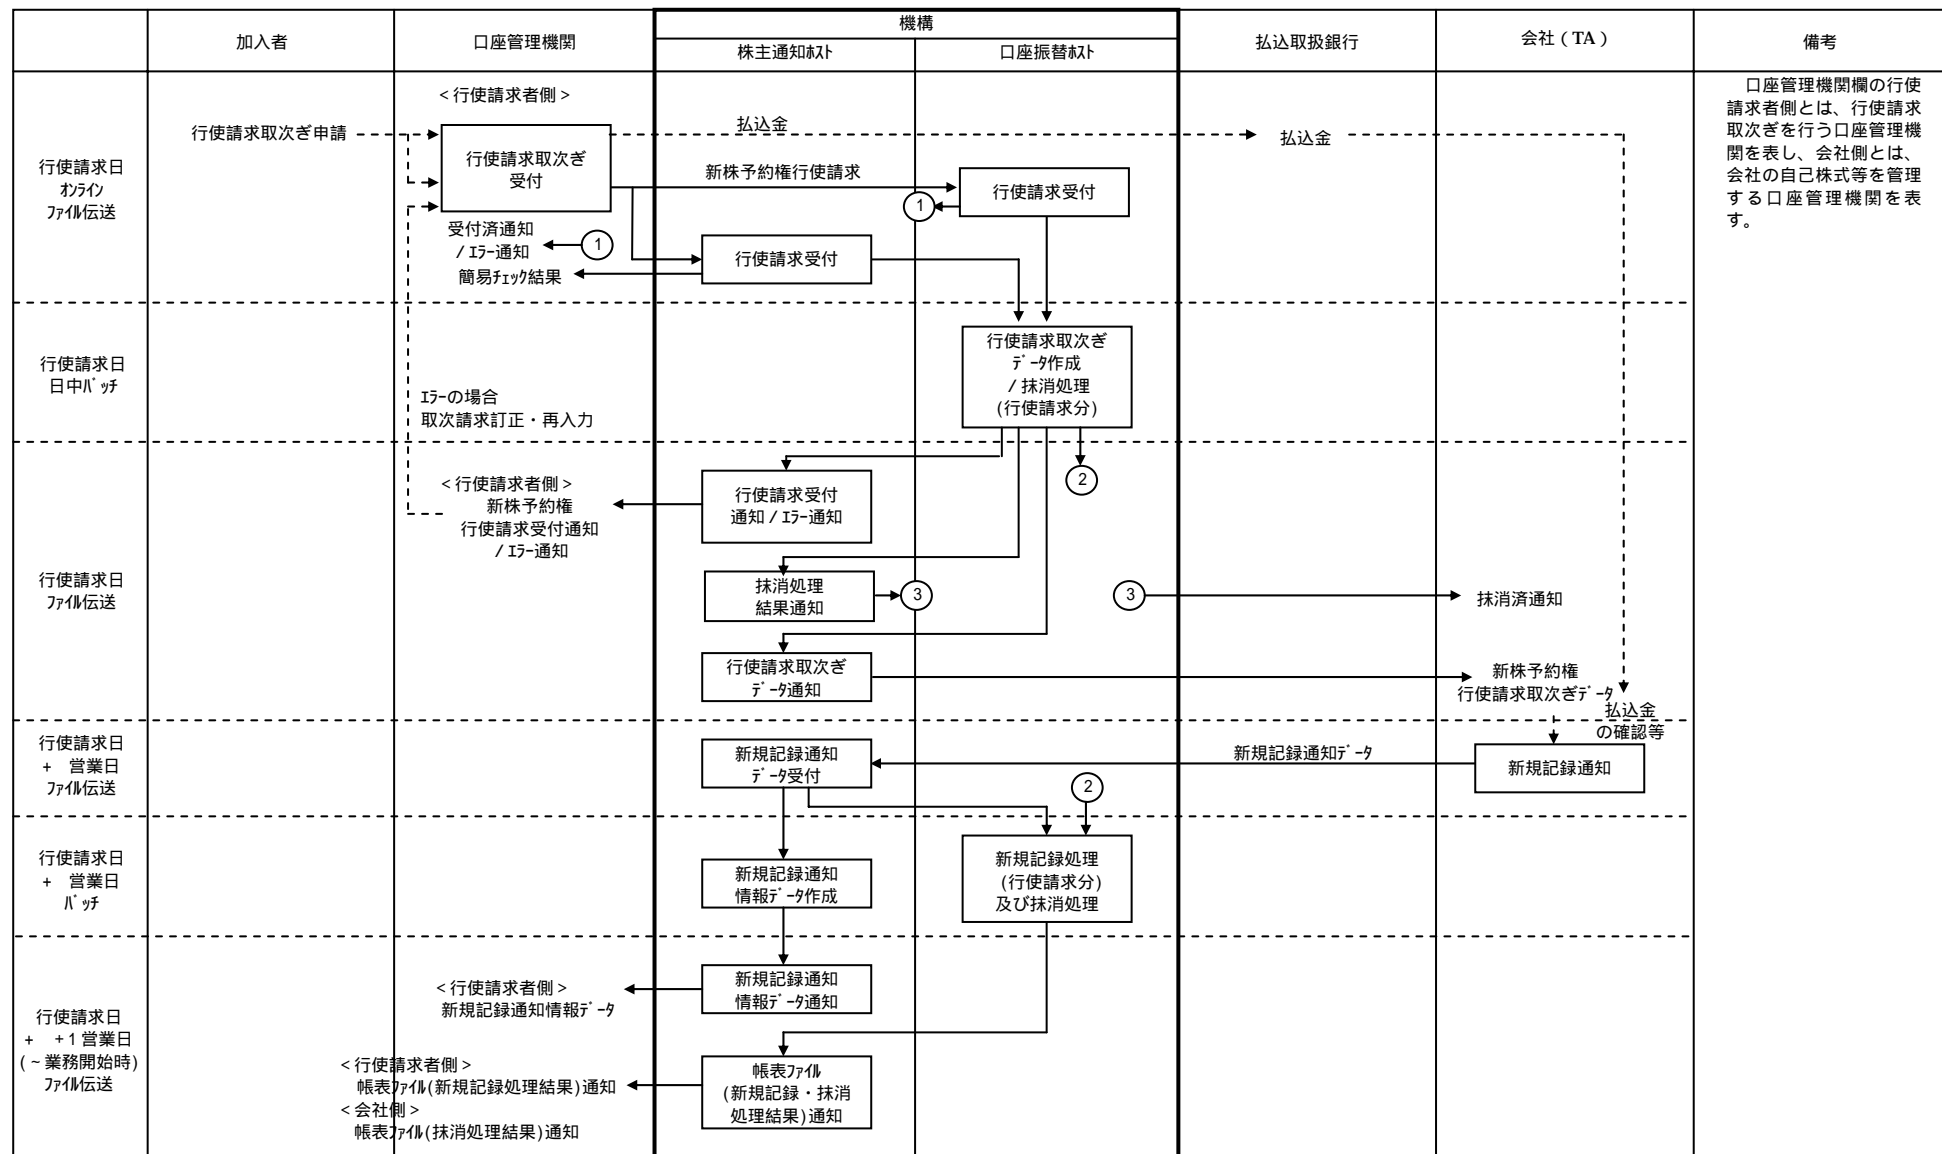 加入者
口座管理機関
機構
株主通知ﾎｽﾄ
口座振替ﾎｽﾄ
払込取扱銀行
会社 ( TA )
備考
行使請求日
ｵﾝﾗｲﾝ
ﾌｧｲﾙ伝送
行使請求取次ぎ申請
< 行使請求者側 >
行使請求取次ぎ
受付
払込金
払込金
新株予約権行使請求
行使請求受付
1
受付済通知
/ ｴﾗｰ通知
1
簡易ﾁｪｯｸ結果
行使請求受付
口座管理機関欄の行使
請求者側とは、行使請求
取次ぎを行う口座管理機
関を表し、会社側とは、
会社の自己株式等を管理
する口座管理機関を表
す。
行使請求日
日中ﾊﾞｯﾁ
ｴﾗｰの場合
取次請求訂正・再入力
行使請求取次ぎ
ﾃﾞｰﾀ作成
/ 抹消処理
(行使請求分)
2
行使請求日
ﾌｧｲﾙ伝送
< 行使請求者側 >
新株予約権
行使請求受付通知
/ ｴﾗｰ通知
行使請求受付
通知 / ｴﾗｰ通知
抹消処理
結果通知
3
3
抹消済通知
行使請求取次ぎ
ﾃﾞｰﾀ通知
新株予約権
行使請求取次ぎﾃﾞｰﾀ
払込金
の確認等
行使請求日
+ 営業日
ﾌｧｲﾙ伝送
新規記録通知
ﾃﾞｰﾀ受付
新規記録通知ﾃﾞｰﾀ
新規記録通知
2
行使請求日
+ 営業日
ﾊﾞｯﾁ
新規記録通知
情報ﾃﾞｰﾀ作成
新規記録処理
(行使請求分)
及び抹消処理
行使請求日
+ +1 営業日
( ~ 業務開始時)
ﾌｧｲﾙ伝送
< 行使請求者側 >
新規記録通知情報ﾃﾞｰﾀ
新規記録通知
情報ﾃﾞｰﾀ通知
< 行使請求者側 >
帳表ﾌｧｲﾙ(新規記録処理結果)通知
< 会社側 >
帳表ﾌｧｲﾙ(抹消処理結果)通知
帳表ﾌｧｲﾙ
(新規記録・抹消
処理結果)通知